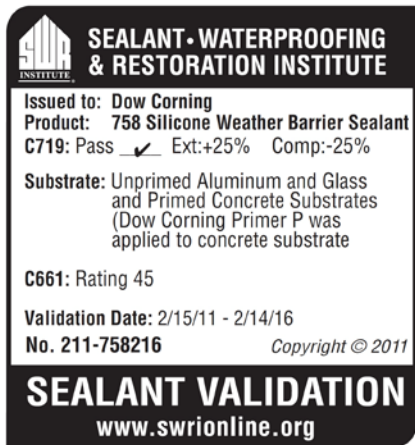 SWR
INSTITUTE
SEALANT • WATERPROOFING
& RESTORATION INSTITUTE
Issued to: Dow Corning
Product: 758 Silicone Weather Barrier Sealant
C719: Pass ✔ Ext:+25% Comp:-25%
Substrate: Unprimed Aluminum and Glass
and Primed Concrete Substrates
(Dow Corning Primer P was
applied to concrete substrate
C661: Rating 45
Validation Date: 2/15/11 - 2/14/16
No. 211-758216 Copyright © 2011
SEALANT VALIDATION
www.swrionline.org